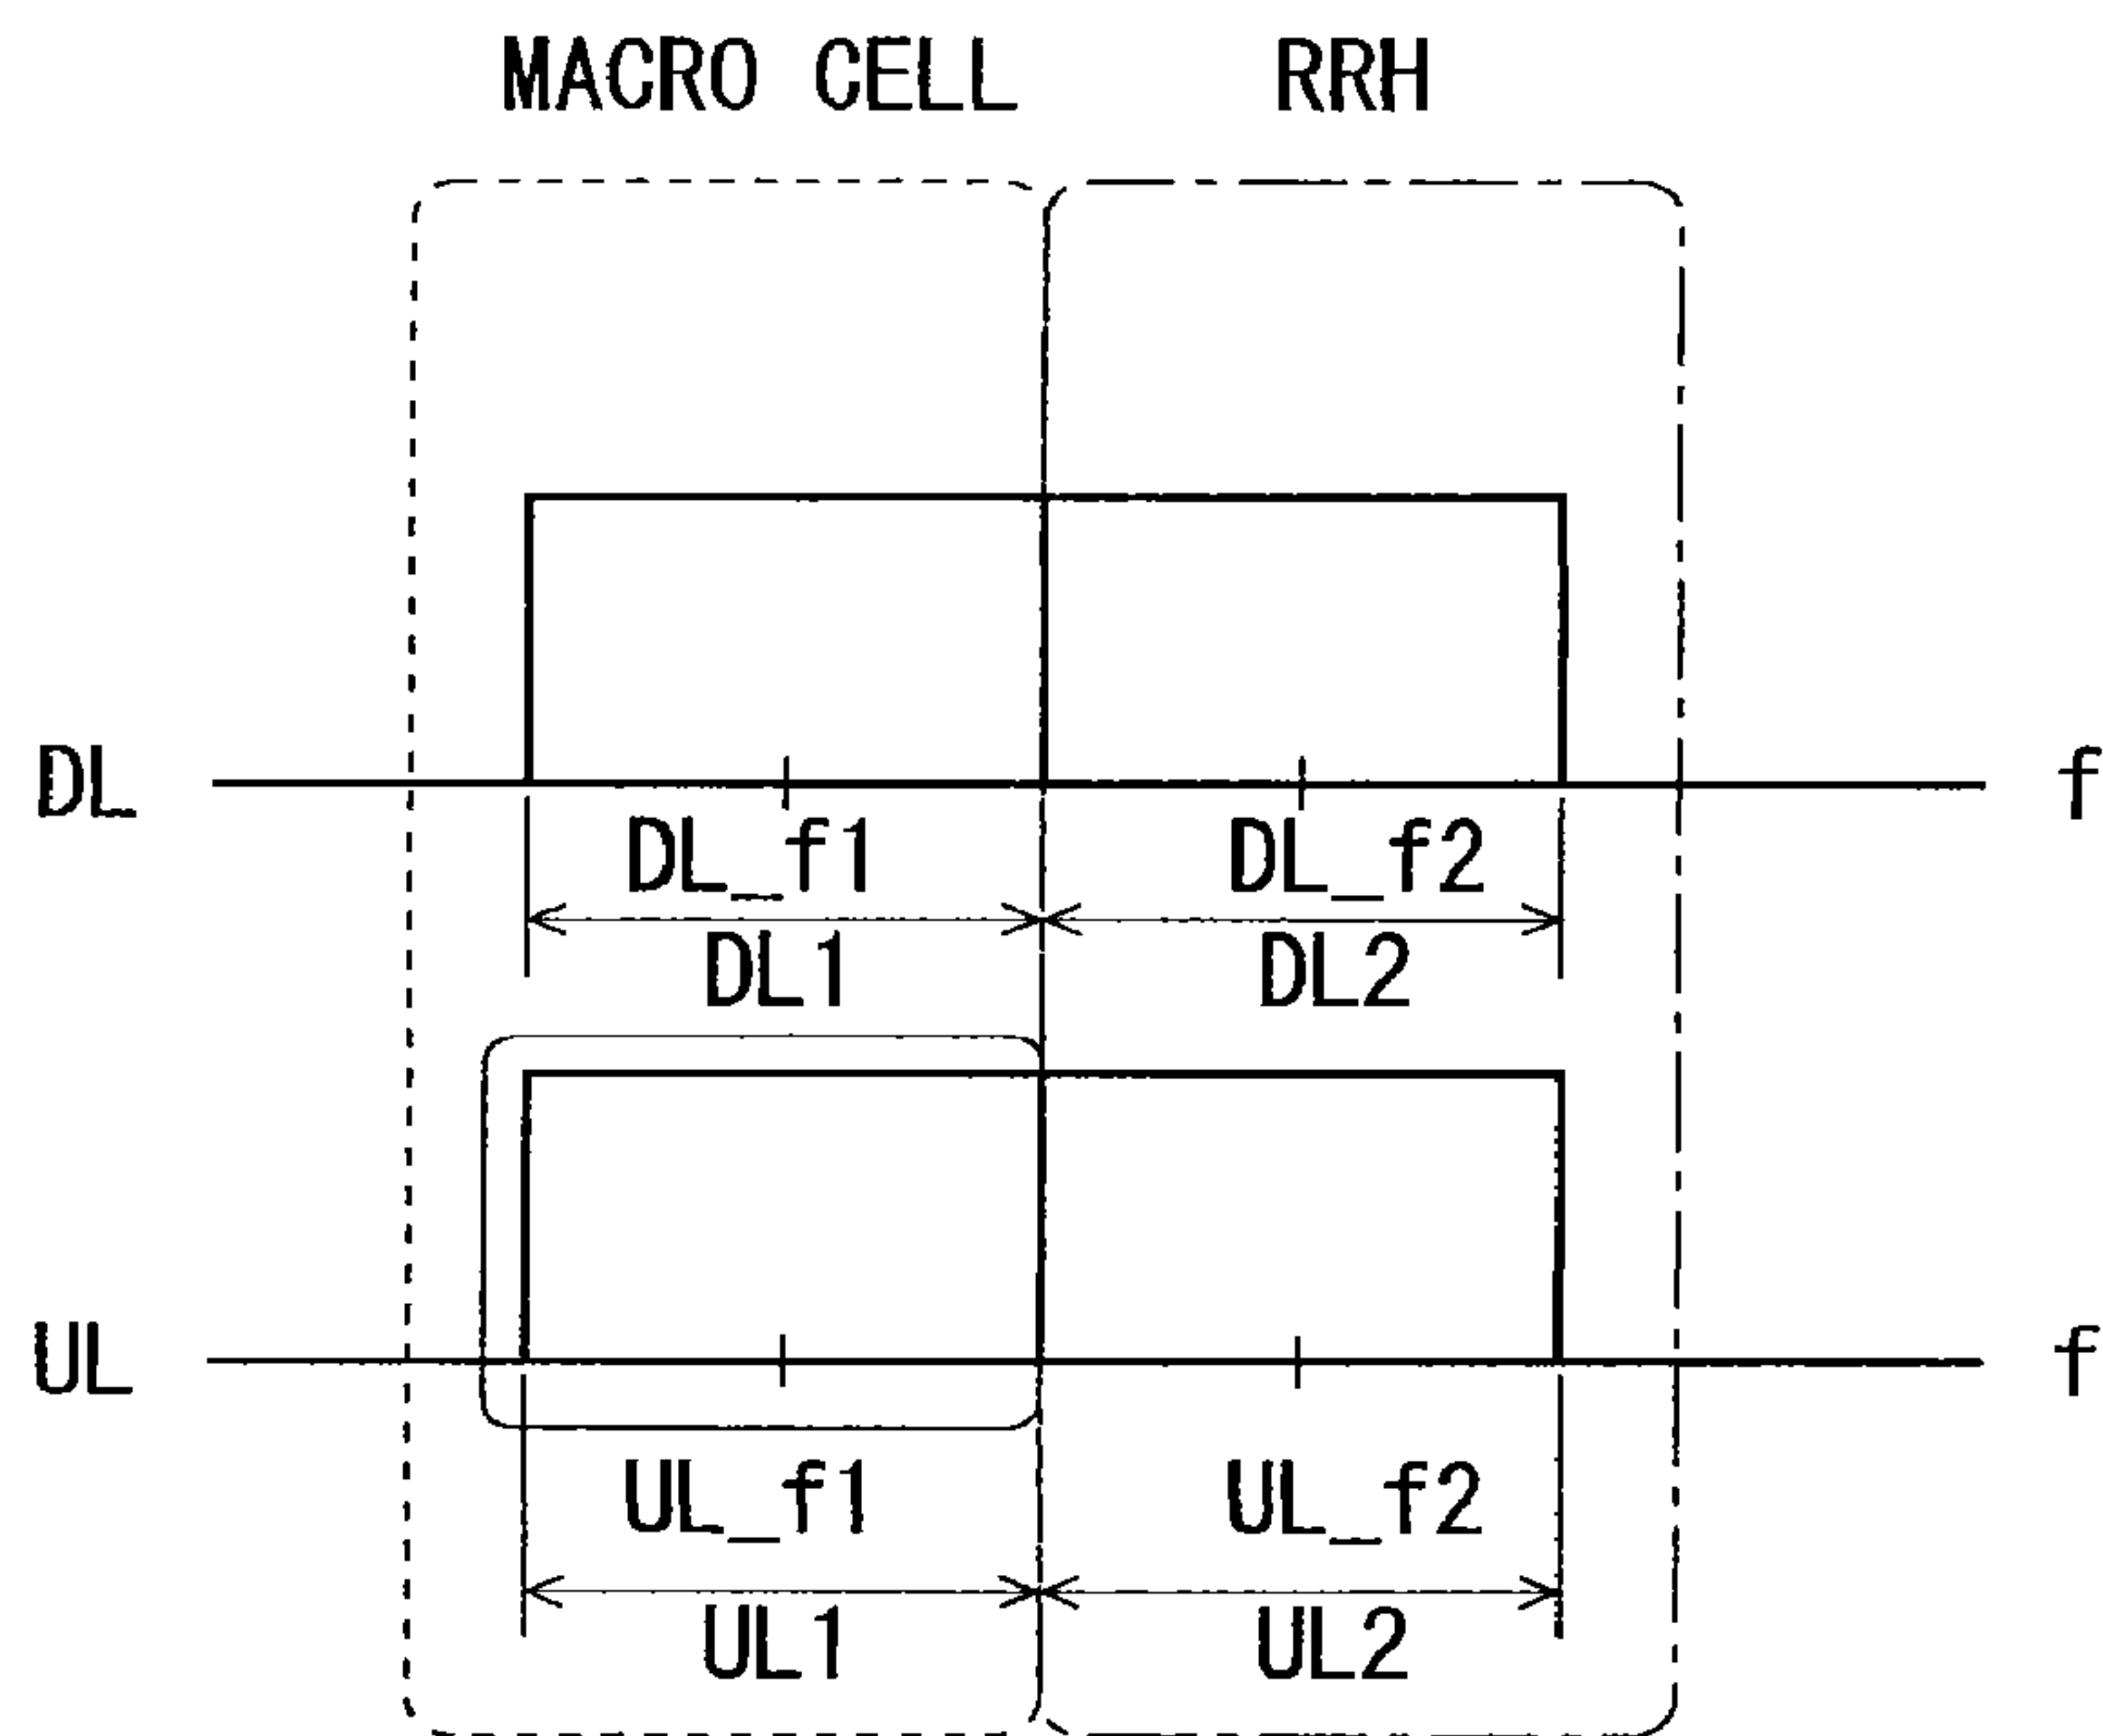 MACRO CELL RRH
DL f
DL_f1 DL_f2
DL1 DL2
UL f
UL_f1 UL_f2
UL1 UL2